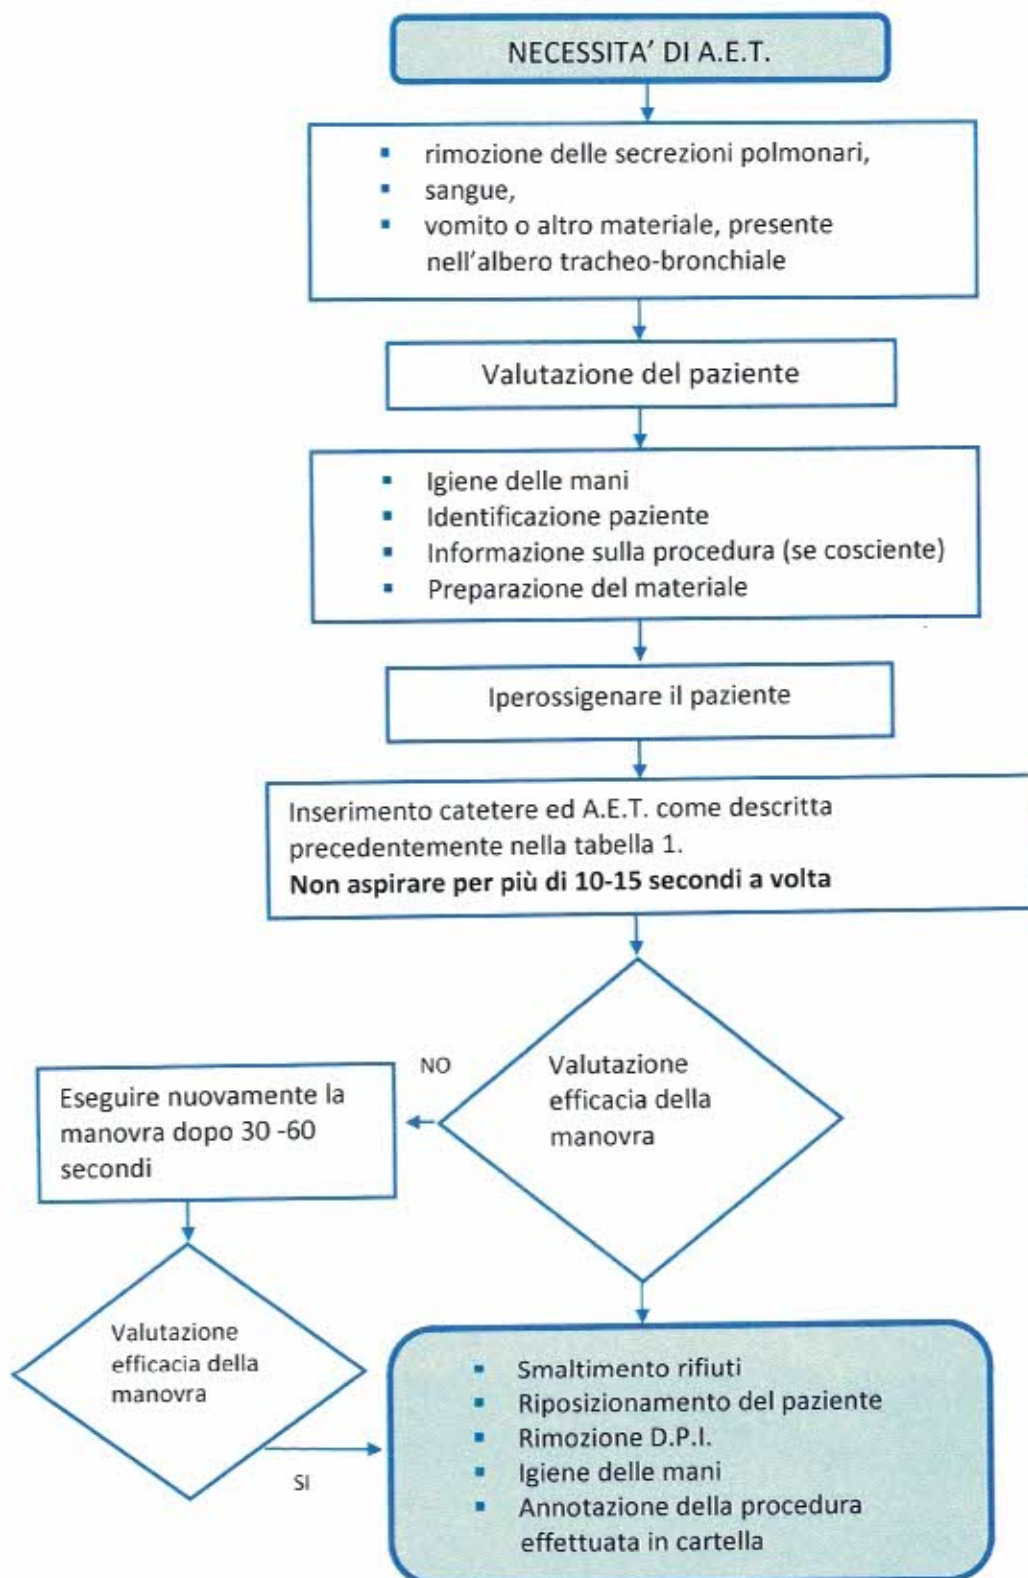 NECESSITA' DI A.E.T.
▪ rimozione delle secrezioni polmonari,
▪ sangue,
▪ vomito o altro materiale, presente
nell'albero tracheo-bronchiale
Valutazione del paziente
▪ Igiene delle mani
▪ Identificazione paziente
▪ Informazione sulla procedura (se cosciente)
▪ Preparazione del materiale
Iperossigenare il paziente
Inserimento catetere ed A.E.T. come descritta
precedentemente nella tabella 1.
Non aspirare per più di 10-15 secondi a volta
Valutazione
efficacia della
manovra
NO
Eseguire nuovamente la
manovra dopo 30 -60
secondi
Valutazione
efficacia della
manovra
SI
▪ Smaltimento rifiuti
▪ Riposizionamento del paziente
▪ Rimozione D.P.I.
▪ Igiene delle mani
▪ Annotazione della procedura
effettuata in cartella